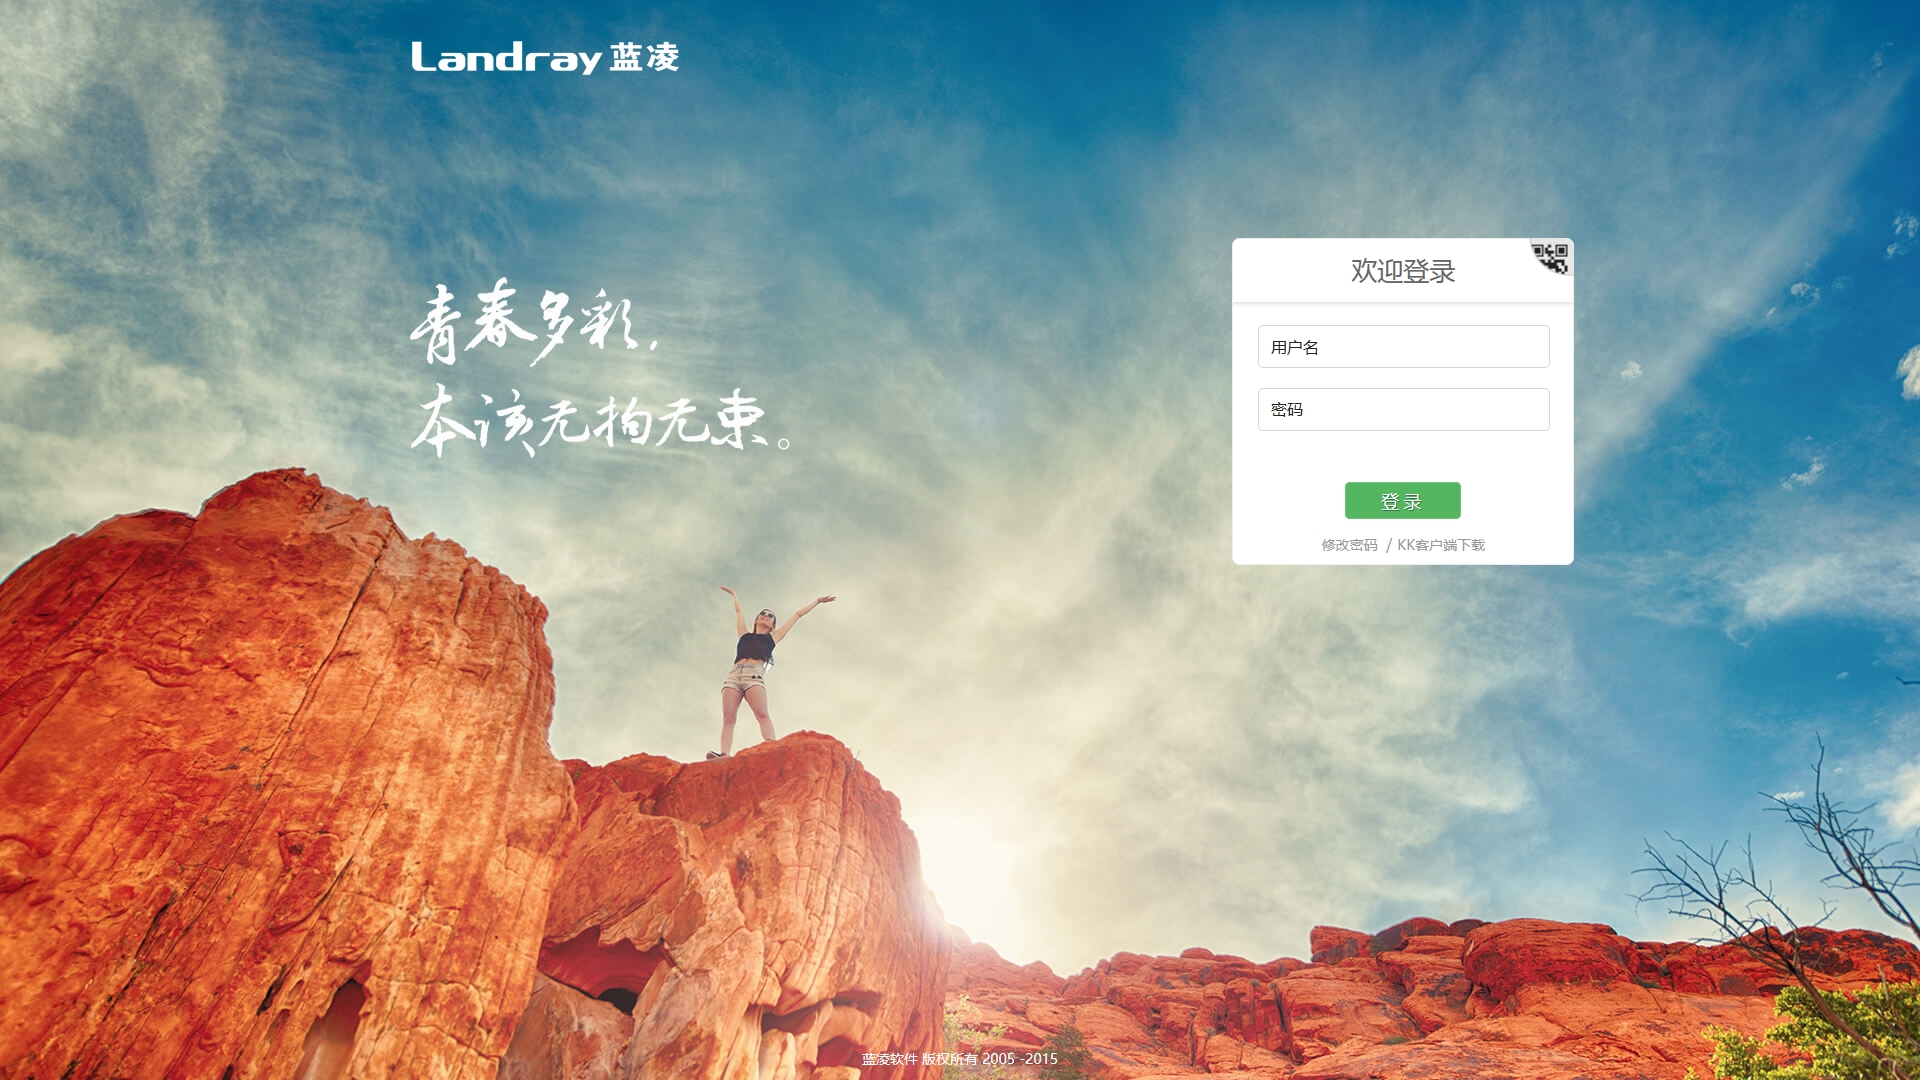 Landray 蓝凌
青春多彩，
本该无拘无束。
欢迎登录
用户名
密码
登录
修改密码 / KK客户端下载
蓝凌软件 版权所有 2005 -2015